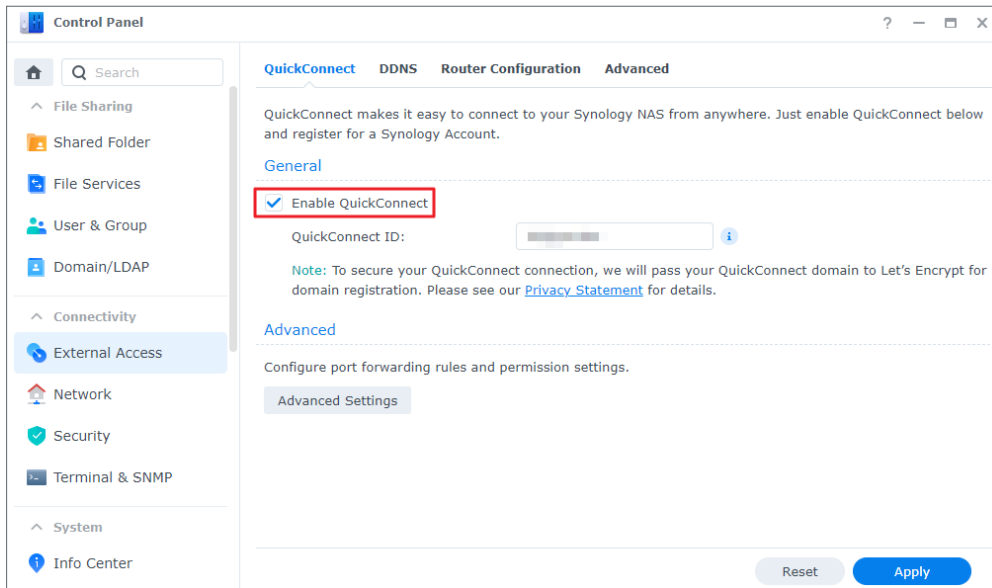 Control Panel
?
Search
File Sharing
Shared Folder
File Services
User & Group
Domain/LDAP
Connectivity
External Access
Network
Security
Terminal & SNMP
System
Info Center
QuickConnect DDNS Router Configuration Advanced
QuickConnect makes it easy to connect to your Synology NAS from anywhere. Just enable QuickConnect below
and register for a Synology Account.
General
Enable QuickConnect
QuickConnect ID:
Note: To secure your QuickConnect connection, we will pass your QuickConnect domain to Let's Encrypt for
domain registration. Please see our Privacy Statement for details.
Advanced
Configure port forwarding rules and permission settings.
Advanced Settings
Reset Apply